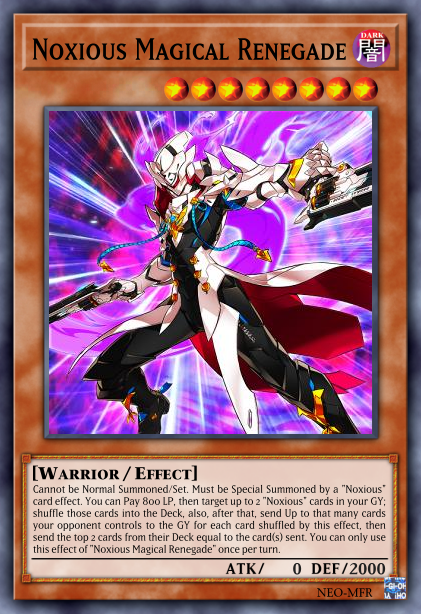 Noxious Magical Renegade
DARK
闇
[Warrior / Effect]
Cannot be Normal Summoned/Set. Must be Special Summoned by a "Noxious"
card effect. You can Pay 800 LP, then target up to 2 "Noxious" cards in your GY;
shuffle those cards into the Deck, also, after that, send Up to that many cards
your opponent controls to the GY for each card shuffled by this effect, then
send the top 2 cards from their Deck equal to the card(s) sent. You can only use
this effect of "Noxious Magical Renegade" once per turn.
ATK/ 0 DEF/2000
NEO-MFR